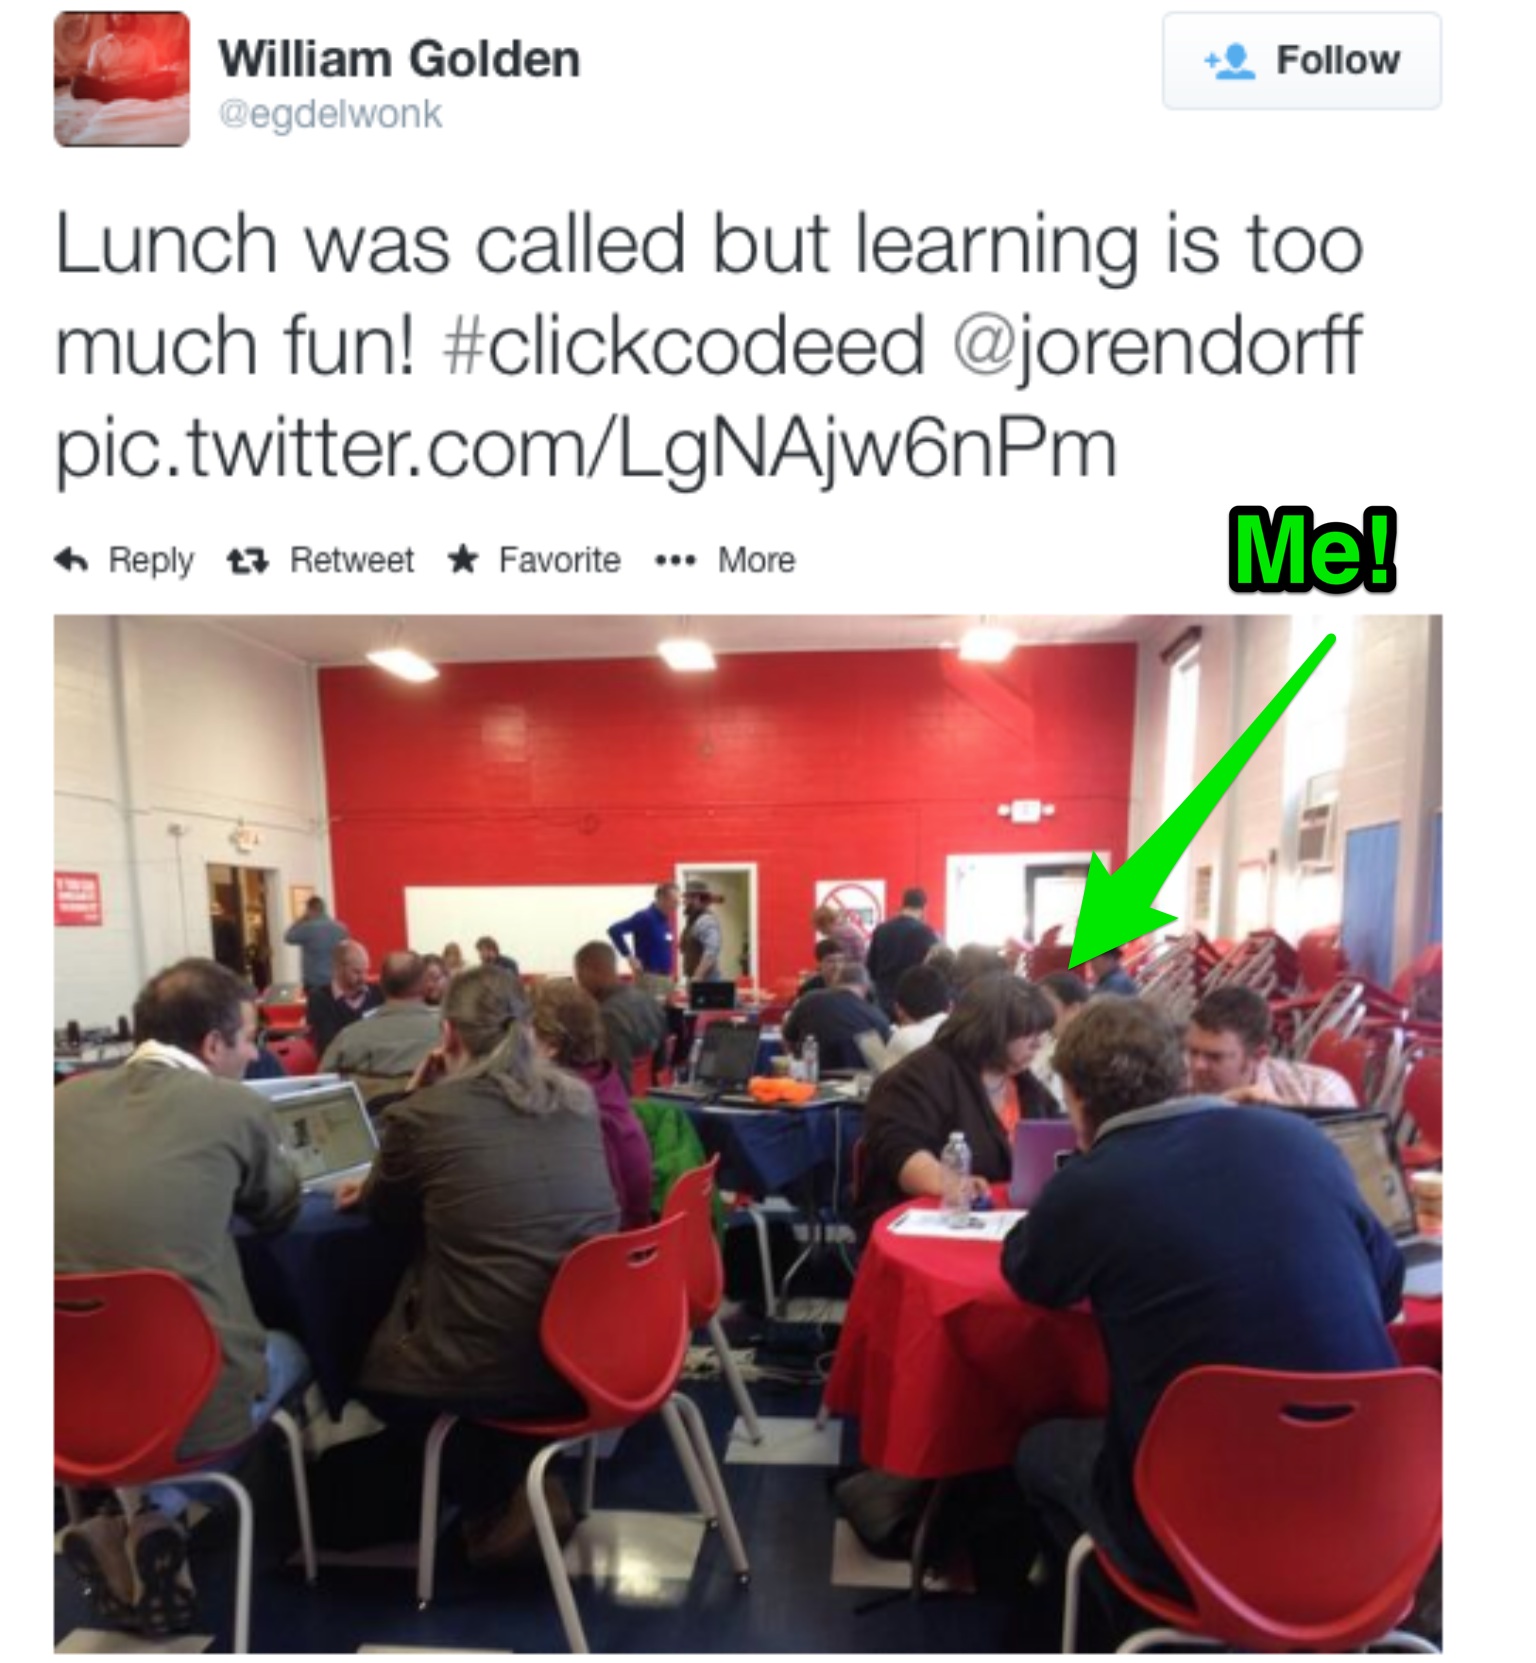 William Golden
@egdelwonk
Follow
Lunch was called but learning is too
much fun! #clickcodeed @jorendorff
pic.twitter.com/LgNAjw6nPm
Reply Retweet Favorite More
Me!